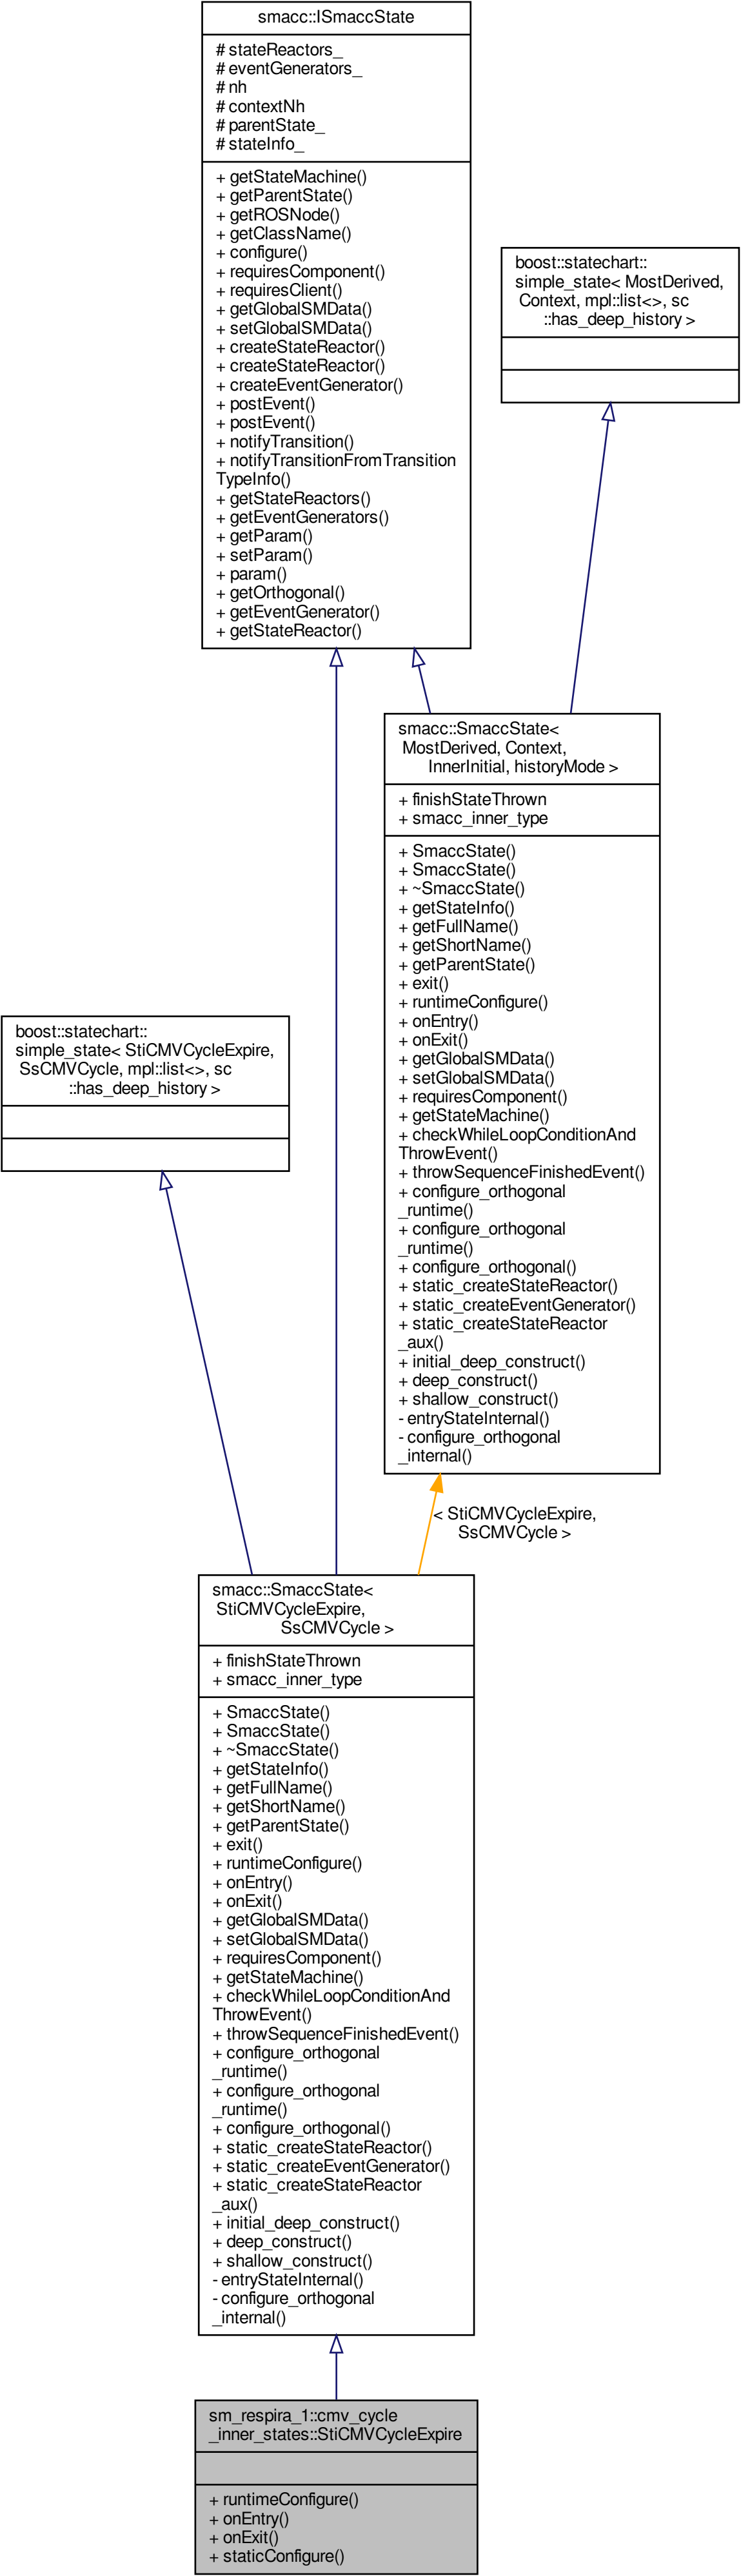 smacc::ISmaccState
# stateReactors_
# eventGenerators_
# nh
# contextNh
# parentState_
# stateInfo_
+ getStateMachine()
+ getParentState()
+ getROSNode()
+ getClassName()
+ configure()
+ requiresComponent()
+ requiresClient()
+ getGlobalSMData()
+ setGlobalSMData()
+ createStateReactor()
+ createStateReactor()
+ createEventGenerator()
+ postEvent()
+ postEvent()
+ notifyTransition()
+ notifyTransitionFromTransition
TypeInfo()
+ getStateReactors()
+ getEventGenerators()
+ getParam()
+ setParam()
+ param()
+ getOrthogonal()
+ getEventGenerator()
+ getStateReactor()
boost::statechart::
simple_state< MostDerived,
Context, mpl::list<>, sc
::has_deep_history >
smacc::SmaccState<
MostDerived, Context,
InnerInitial, historyMode >
+ finishStateThrown
+ smacc_inner_type
+ SmaccState()
+ SmaccState()
+ ~SmaccState()
+ getStateInfo()
+ getFullName()
+ getShortName()
+ getParentState()
+ exit()
+ runtimeConfigure()
+ onEntry()
+ onExit()
+ getGlobalSMData()
+ setGlobalSMData()
+ requiresComponent()
+ getStateMachine()
+ checkWhileLoopConditionAnd
ThrowEvent()
+ throwSequenceFinishedEvent()
+ configure_orthogonal
_runtime()
+ configure_orthogonal
_runtime()
+ configure_orthogonal()
+ static_createStateReactor()
+ static_createEventGenerator()
+ static_createStateReactor
_aux()
+ initial_deep_construct()
+ deep_construct()
+ shallow_construct()
- entryStateInternal()
- configure_orthogonal
_internal()
boost::statechart::
simple_state< StiCMVCycleExpire,
SsCMVCycle, mpl::list<>, sc
::has_deep_history >
< StiCMVCycleExpire,
SsCMVCycle >
smacc::SmaccState<
StiCMVCycleExpire,
SsCMVCycle >
+ finishStateThrown
+ smacc_inner_type
+ SmaccState()
+ SmaccState()
+ ~SmaccState()
+ getStateInfo()
+ getFullName()
+ getShortName()
+ getParentState()
+ exit()
+ runtimeConfigure()
+ onEntry()
+ onExit()
+ getGlobalSMData()
+ setGlobalSMData()
+ requiresComponent()
+ getStateMachine()
+ checkWhileLoopConditionAnd
ThrowEvent()
+ throwSequenceFinishedEvent()
+ configure_orthogonal
_runtime()
+ configure_orthogonal
_runtime()
+ configure_orthogonal()
+ static_createStateReactor()
+ static_createEventGenerator()
+ static_createStateReactor
_aux()
+ initial_deep_construct()
+ deep_construct()
+ shallow_construct()
- entryStateInternal()
- configure_orthogonal
_internal()
sm_respira_1::cmv_cycle
_inner_states::StiCMVCycleExpire
+ runtimeConfigure()
+ onEntry()
+ onExit()
+ staticConfigure()